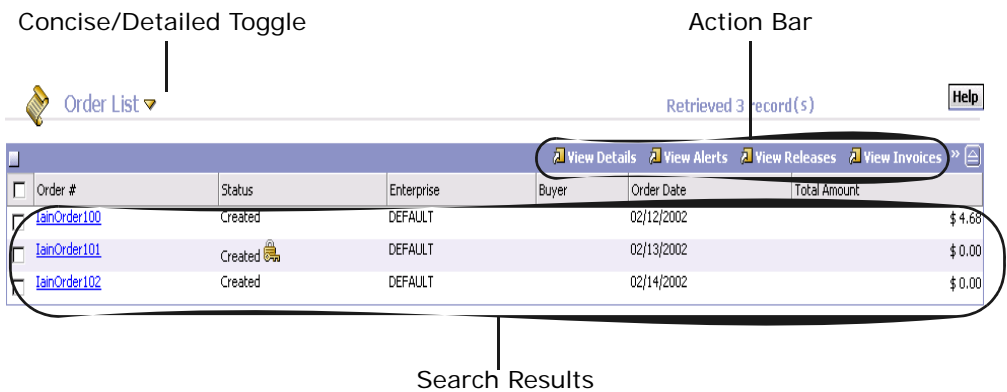 Concise/Detailed Toggle Action Bar
Order List Retrieved 3 record(s) Help
View Details View Alerts View Releases View Invoices »
Order # Status Enterprise Buyer Order Date Total Amount
IainOrder100 Created DEFAULT 02/12/2002 $ 4.68
IainOrder101 Created DEFAULT 02/13/2002 $ 0.00
IainOrder102 Created DEFAULT 02/14/2002 $ 0.00
Search Results